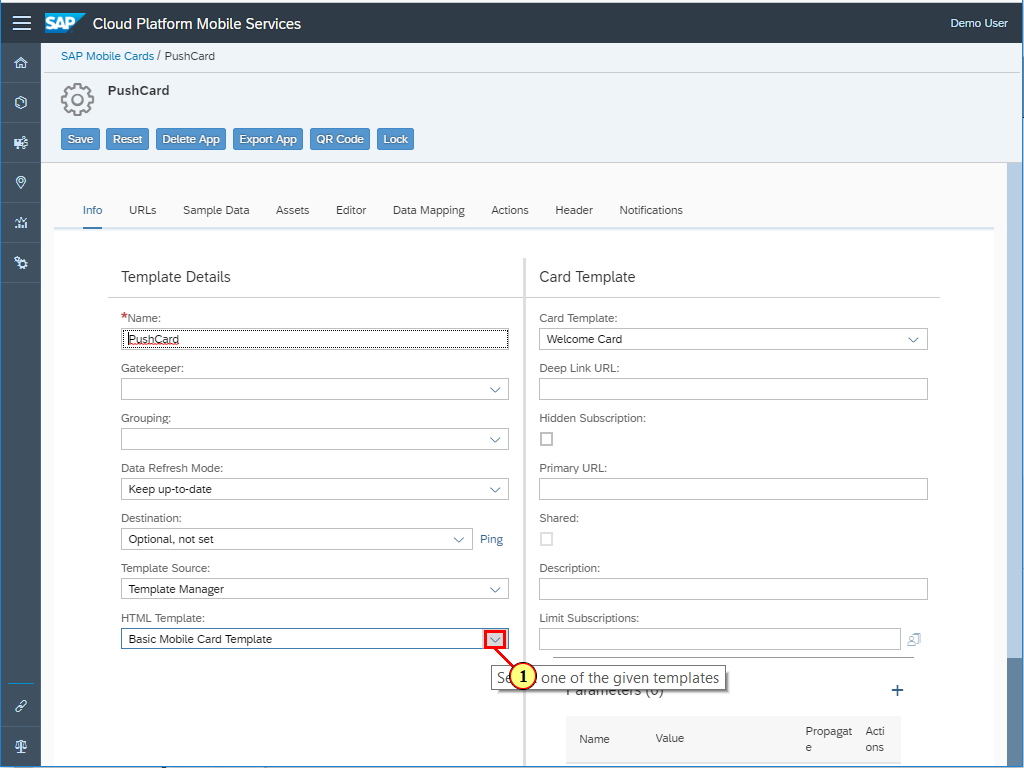 SAP Cloud Platform Mobile Services
Demo User
SAP Mobile Cards / PushCard
PushCard
Save Reset Delete App Export App QR Code Lock
Info URLs Sample Data Assets Editor Data Mapping Actions Header Notifications
Template Details
*Name:
PushCard
Gatekeeper:
Grouping:
Data Refresh Mode:
Keep up-to-date
Destination:
Optional, not set
Ping
Template Source:
Template Manager
HTML Template:
Basic Mobile Card Template
Card Template
Card Template:
Welcome Card
Deep Link URL:
Hidden Subscription:
Primary URL:
Shared:
Description:
Limit Subscriptions:
1
one of the given templates
Parameters (0)
+
Name Value Propagat
e Acti
ons